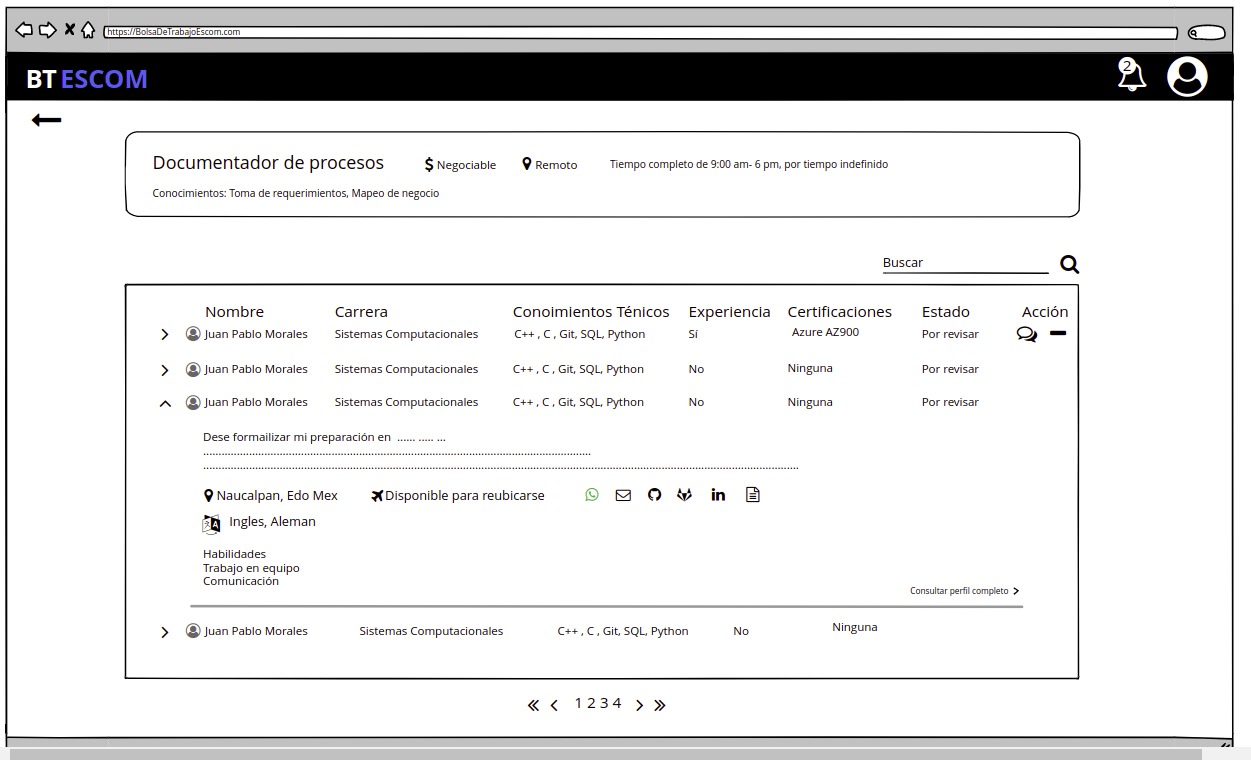 https://BolsaDeTrabajoEscom.com
BT ESCOM
2
Documentador de procesos $ Negociable Remoto Tiempo completo de 9:00 am- 6 pm, por tiempo indefinido
Conocimientos: Toma de requerimientos, Mapeo de negocio
Buscar
Nombre Carrera Conoimientos Ténicos Experiencia Certificaciones Estado Acción
Juan Pablo Morales Sistemas Computacionales C++ , C , Git, SQL, Python Sí Azure AZ900 Por revisar
Juan Pablo Morales Sistemas Computacionales C++ , C , Git, SQL, Python No Ninguna Por revisar
Juan Pablo Morales Sistemas Computacionales C++ , C , Git, SQL, Python No Ninguna Por revisar
Dese formailizar mi preparación en ...... ..... ...
Naucalpan, Edo Mex Disponible para reubicarse in
A Ingles, Aleman
Habilidades
Trabajo en equipo
Comunicación
Consultar perfil completo >
Juan Pablo Morales Sistemas Computacionales C++ , C , Git, SQL, Python No Ninguna
« < 1 2 3 4 > »